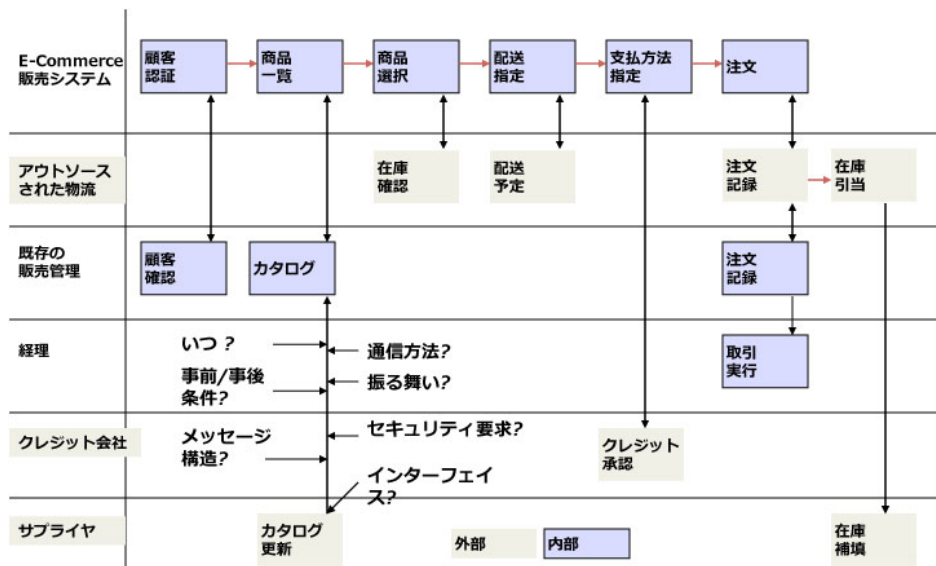 E-Commerce
販売システム
顧客
認証
商品
一覧
商品
選択
配送
指定
支払方法
指定
注文
アウトソース
された物流
在庫
確認
配送
予定
注文
記録
在庫
引当
既存の
販売管理
顧客
確認
カタログ
注文
記録
経理
いつ？
通信方法?
事前/事後
条件?
振る舞い?
取引
実行
クレジット会社
メッセージ
構造?
セキュリティ要求?
クレジット
承認
インターフェイ
ス?
サプライヤ
カタログ
更新
外部
内部
在庫
補填